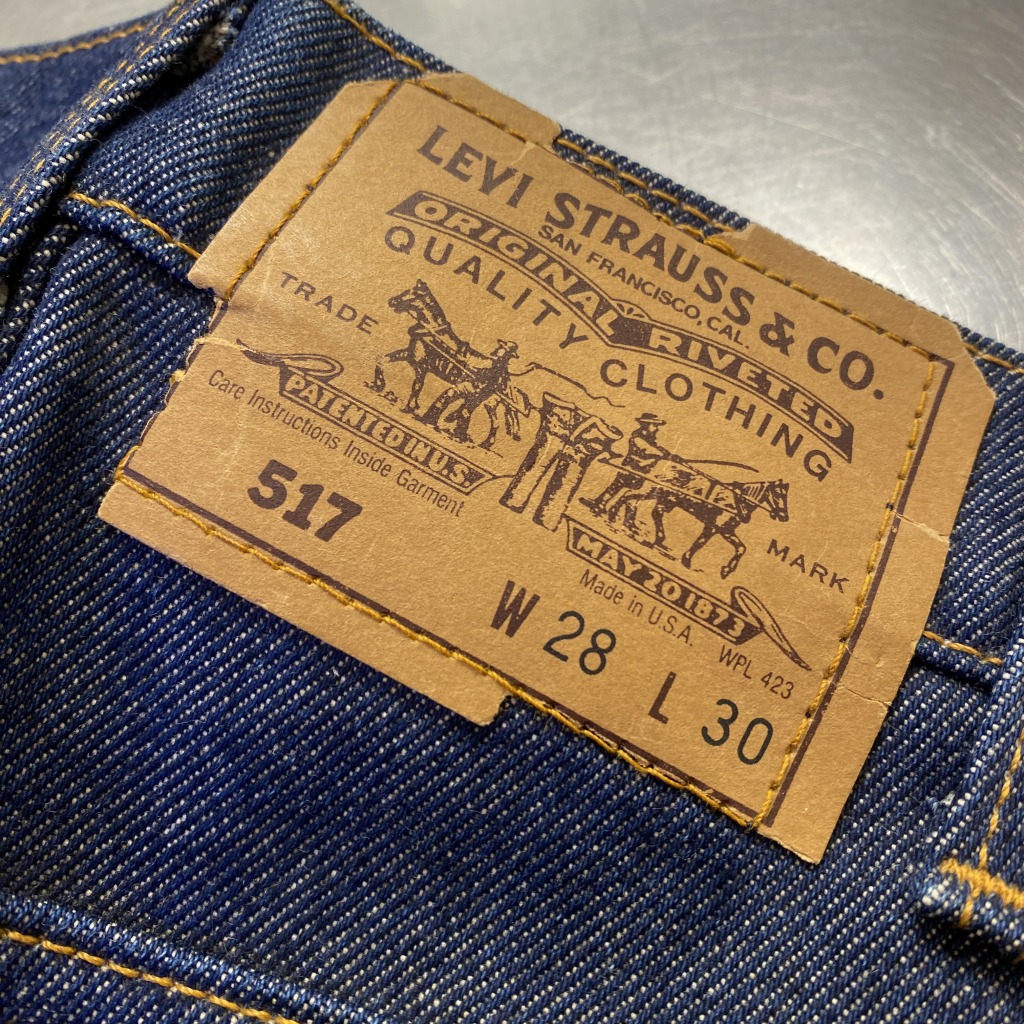 LEVI STRAUSS & CO.
SAN FRANCISCO, CAL.
ORIGINAL RIVETED
QUALITY CLOTHING
TRADE MARK
PATENTED IN U.S.
MAY 20 1873
Care Instructions Inside Garment
Made in U.S.A.
WPL 423
517
W 28 L 30